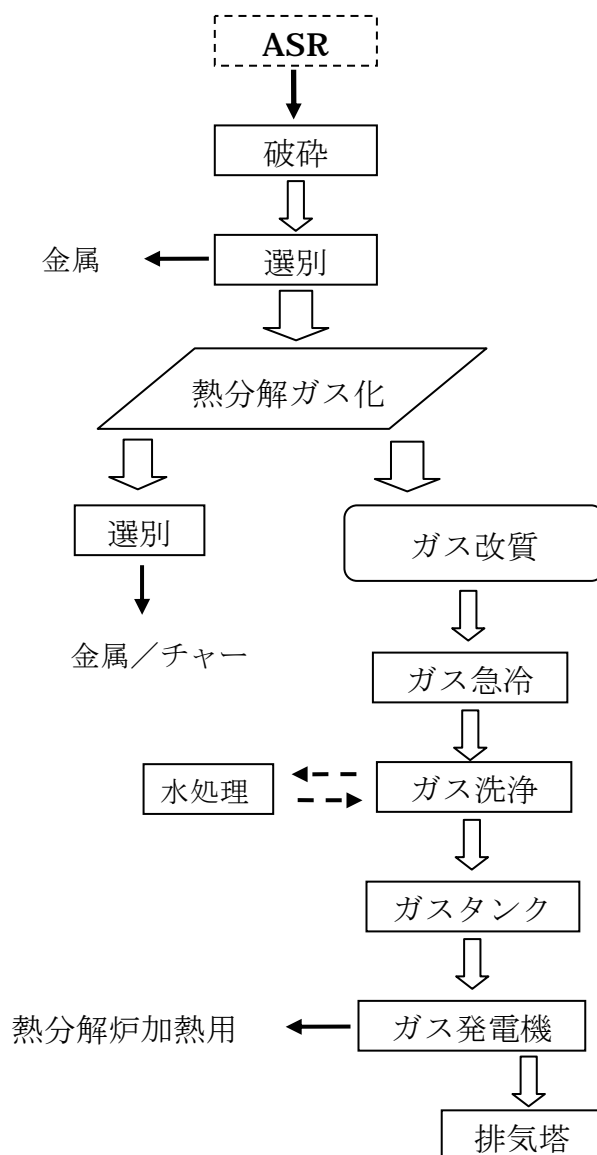 ASR
破砕
金属
選別
熱分解ガス化
選別
ガス改質
金属／チャー
ガス急冷
水処理
ガス洗浄
ガスタンク
熱分解炉加熱用
ガス発電機
排気塔